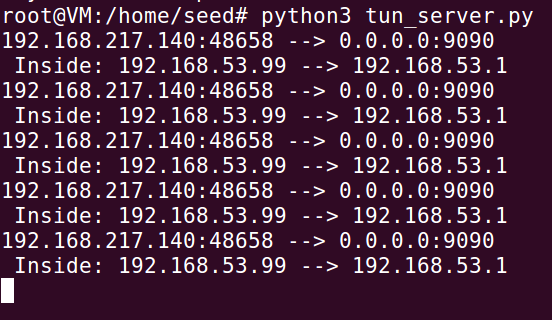 root@VM:/home/seed# python3 tun_server.py
192.168.217.140:48658 --> 0.0.0.0:9090
 Inside: 192.168.53.99 --> 192.168.53.1
192.168.217.140:48658 --> 0.0.0.0:9090
 Inside: 192.168.53.99 --> 192.168.53.1
192.168.217.140:48658 --> 0.0.0.0:9090
 Inside: 192.168.53.99 --> 192.168.53.1
192.168.217.140:48658 --> 0.0.0.0:9090
 Inside: 192.168.53.99 --> 192.168.53.1
192.168.217.140:48658 --> 0.0.0.0:9090
 Inside: 192.168.53.99 --> 192.168.53.1